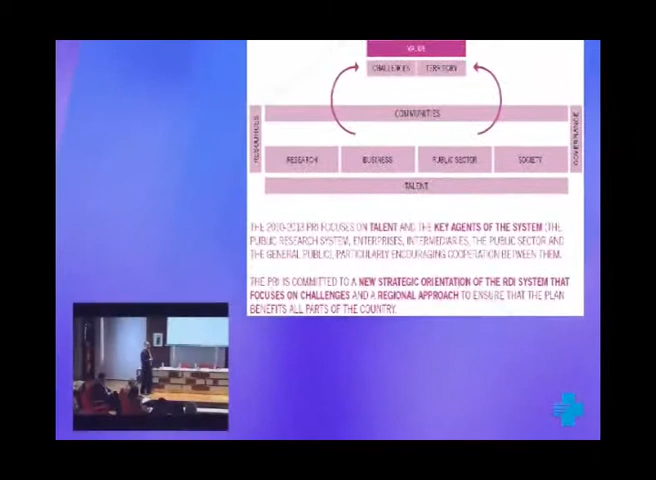 VALUE
CHALLENGES
TERRITORY
COMMUNITIES
RESOURCES
GOVERNANCE
RESEARCH
BUSINESS
PUBLIC SECTOR
SOCIETY
TALENT
THE 2010-2013 PRI FOCUSES ON TALENT AND THE KEY AGENTS OF THE SYSTEM (THE
PUBLIC RESEARCH SYSTEM, ENTERPRISES, INTERMEDIARIES, THE PUBLIC SECTOR AND
THE GENERAL PUBLIC), PARTICULARLY ENCOURAGING COOPERATION BETWEEN THEM.
THE PRI IS COMMITTED TO A NEW STRATEGIC ORIENTATION OF THE RDI SYSTEM THAT
FOCUSES ON CHALLENGES AND A REGIONAL APPROACH TO ENSURE THAT THE PLAN
BENEFITS ALL PARTS OF THE COUNTRY.